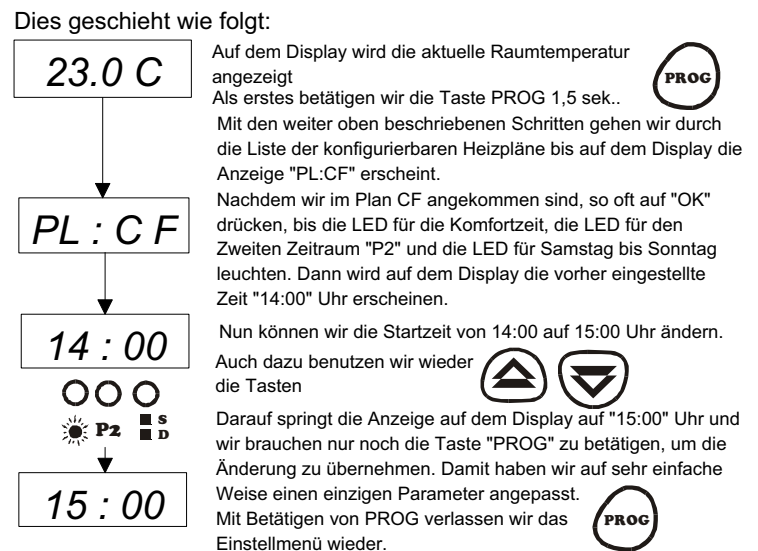 Dies geschieht wie folgt:
23.0 C
Auf dem Display wird die aktuelle Raumtemperatur
angezeigt
PROG
Als erstes betätigen wir die Taste PROG 1,5 sek..
Mit den weiter oben beschriebenen Schritten gehen wir durch
die Liste der konfigurierbaren Heizpläne bis auf dem Display die
Anzeige "PL:CF" erscheint.
PL : C F
Nachdem wir im Plan CF angekommen sind, so oft auf "OK"
drücken, bis die LED für die Komfortzeit, die LED für den
Zweiten Zeitraum "P2" und die LED für Samstag bis Sonntag
leuchten. Dann wird auf dem Display die vorher eingestellte
Zeit "14:00" Uhr erscheinen.
14 : 00
Nun können wir die Startzeit von 14:00 auf 15:00 Uhr ändern.
Auch dazu benutzen wir wieder
die Tasten
P2
S
D
Darauf springt die Anzeige auf dem Display auf "15:00" Uhr und
wir brauchen nur noch die Taste "PROG" zu betätigen, um die
Änderung zu übernehmen. Damit haben wir auf sehr einfache
Weise einen einzigen Parameter angepasst.
15 : 00
Mit Betätigen von PROG verlassen wir das
Einstellmenü wieder.
PROG